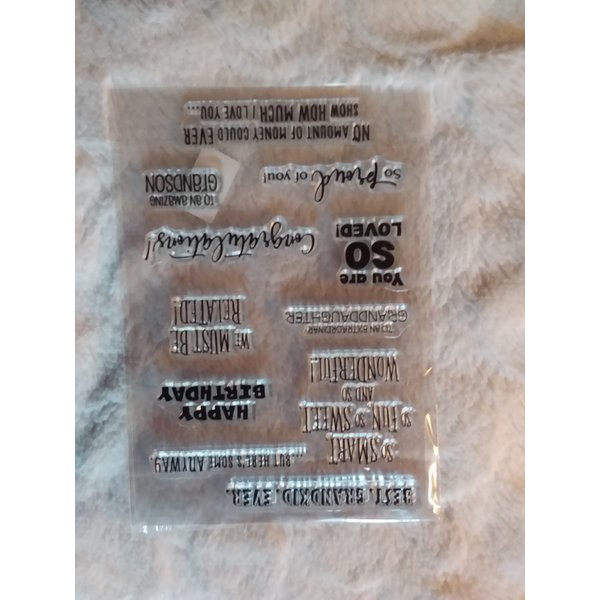 BEST. GRANDKID. EVER.
...BUT HERE'S SOME ANYWAY.
SO SMART
SO FUN, SO SWEET
AND SO
WONDERFUL!
HAPPY
BIRTHDAY
TO AN EXTRAORDINARY
GRANDDAUGHTER
WE MUST BE
RELATED!
You are
SO
LOVED!
Congratulations!
So proud of you!
TO AN AMAZING
GRANDSON
NO AMOUNT OF MONEY COULD EVER
SHOW HOW MUCH I LOVE YOU...